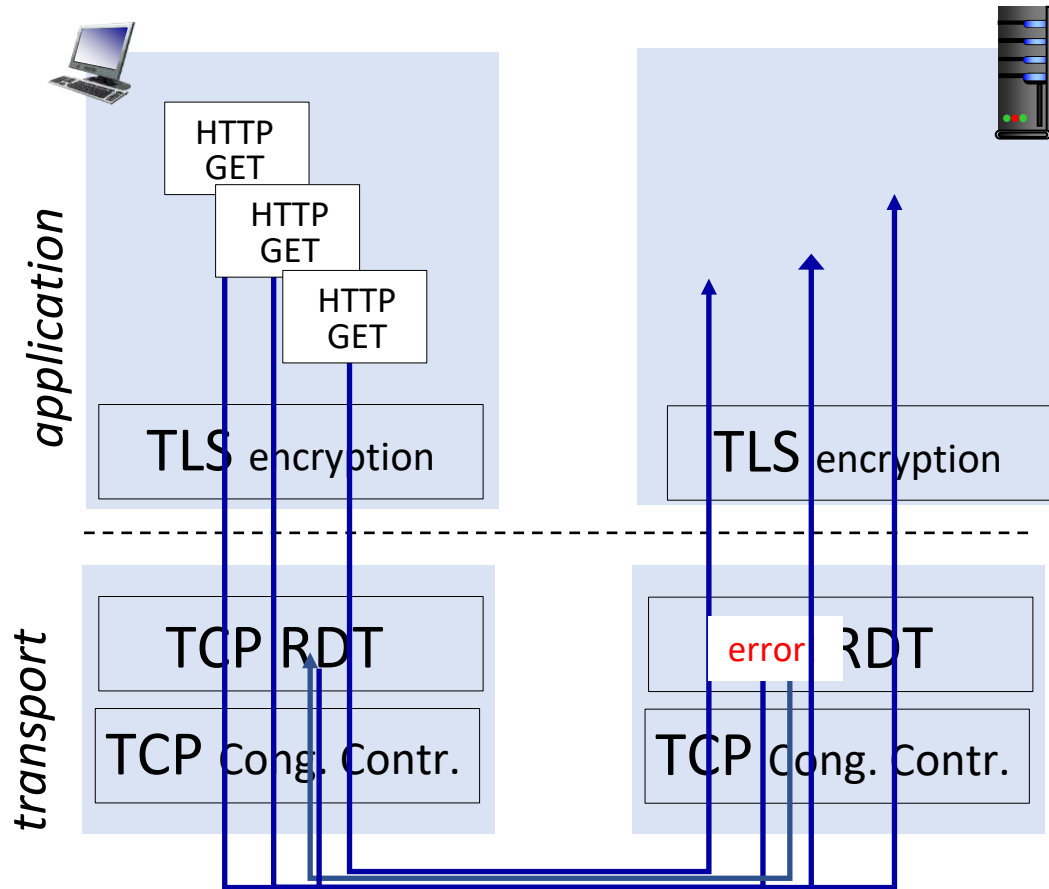 application
HTTP
GET
HTTP
GET
HTTP
GET
TLS encryption
TLS encryption
transport
TCP RDT
TCP Cong. Contr.
error!
RDT
TCP Cong. Contr.